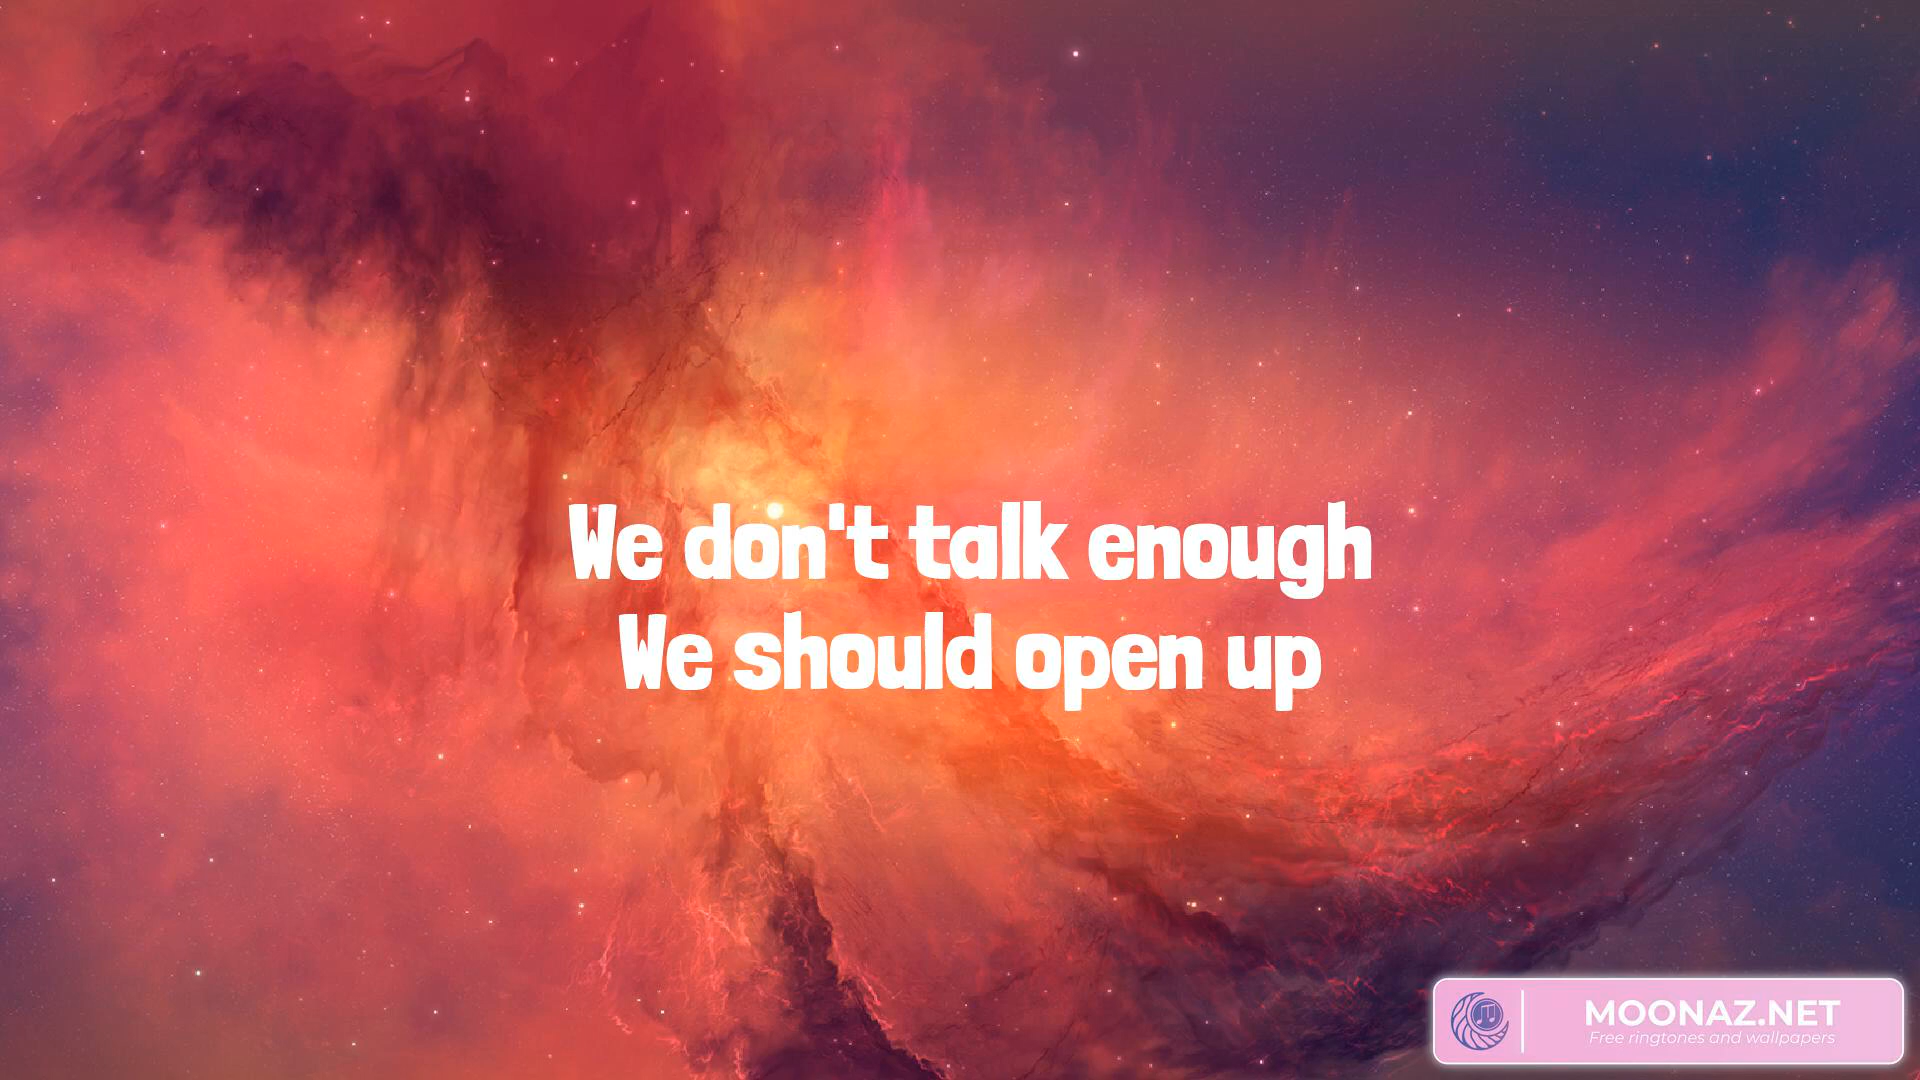 We don't talk enough
We should open up
MOONAZ.NET
Free ringtones and wallpapers